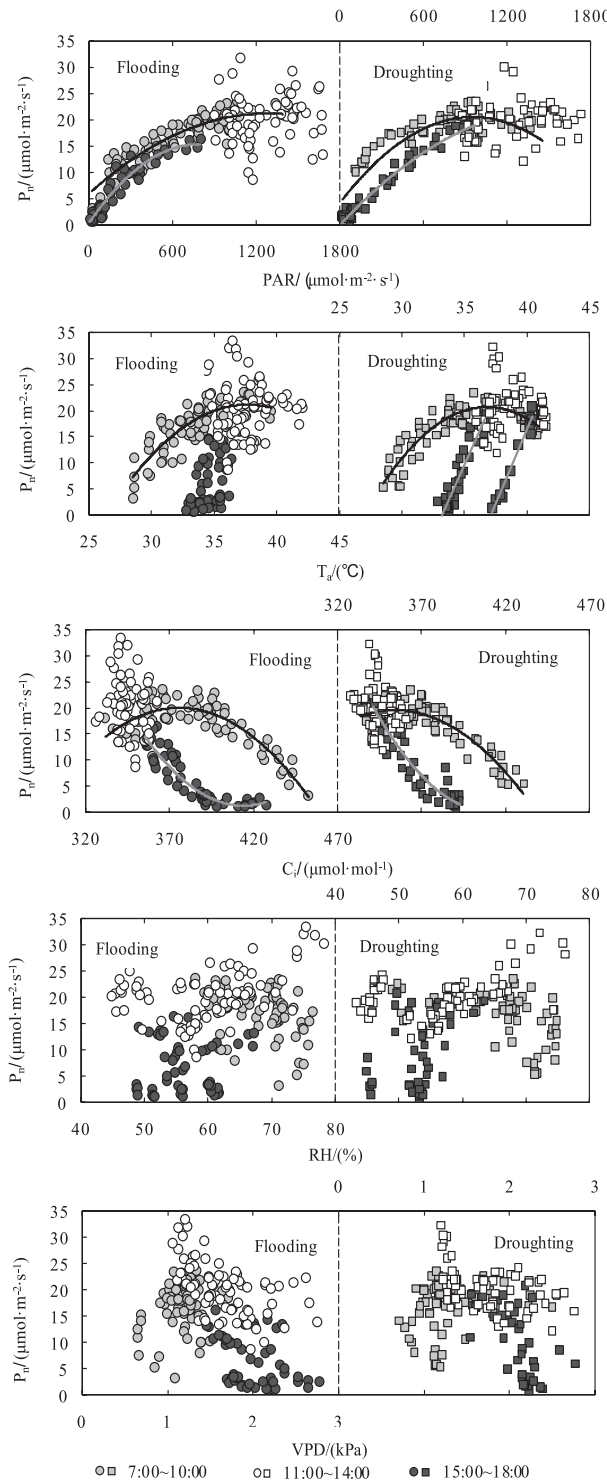 0 600 1200 1800
35
30
25
20
15
10
5
0
Pn/(μmol·m-2·s-1)
Flooding
Droughting
0 600 1200 1800
PAR/ (μmol·m-2·s-1)
25 30 35 40 45
35
30
25
20
15
10
5
0
Pn/(μmol·m-2·s-1)
Flooding
Droughting
25 30 35 40 45
Ta/(℃)
320 370 420 470
35
30
25
20
15
10
5
0
Pn/(μmol·m-2·s-1)
Flooding
Droughting
320 370 420 470
Ci/(μmol·mol-1)
40 50 60 70 80
35
30
25
20
15
10
5
0
Pn/(μmol·m-2·s-1)
Flooding
Droughting
40 50 60 70 80
RH/(%)
0 1 2 3
35
30
25
20
15
10
5
0
Pn/(μmol·m-2·s-1)
Flooding
Droughting
0 1 2 3
VPD/(kPa)
7:00~10:00 11:00~14:00 15:00~18:00